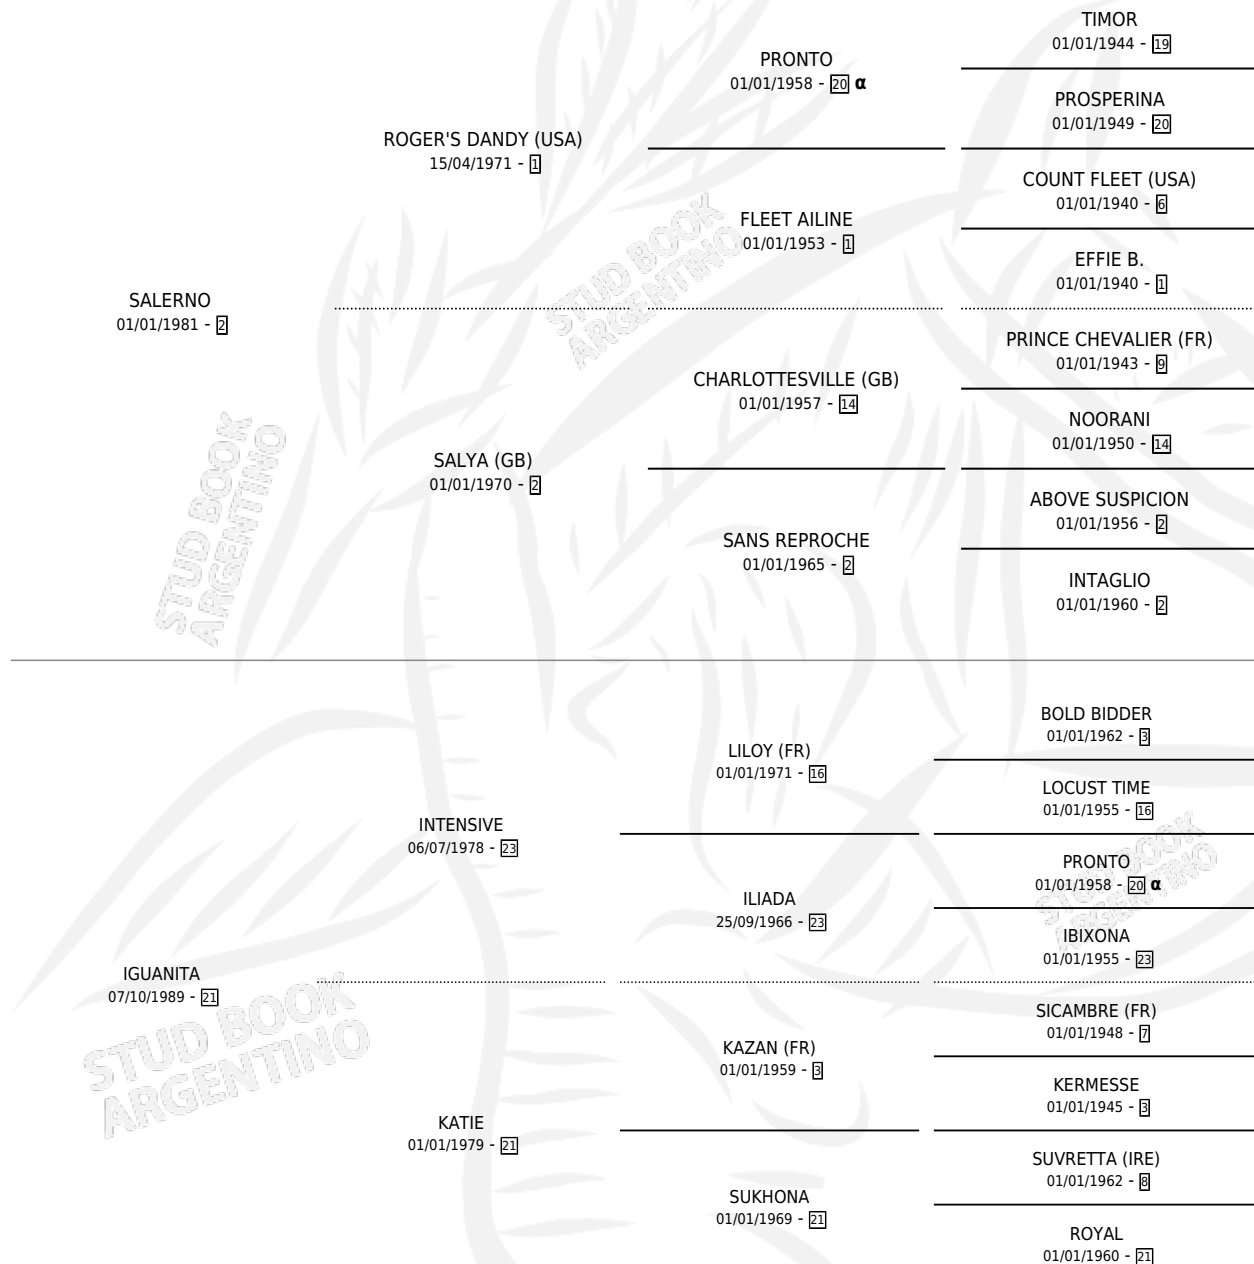 SALERNO
01/01/1981 - 2
ROGER'S DANDY (USA)
15/04/1971 - 1
PRONTO
01/01/1958 - 20 α
TIMOR
01/01/1944 - 19
PROSPERINA
01/01/1949 - 20
FLEET AILINE
01/01/1953 - 1
COUNT FLEET (USA)
01/01/1940 - 6
EFFIE B.
01/01/1940 - 1
SALYA (GB)
01/01/1970 - 2
CHARLOTTESVILLE (GB)
01/01/1957 - 14
PRINCE CHEVALIER (FR)
01/01/1943 - 9
NOORANI
01/01/1950 - 14
SANS REPROCHE
01/01/1965 - 2
ABOVE SUSPICION
01/01/1956 - 2
INTAGLIO
01/01/1960 - 2
IGUANITA
07/10/1989 - 21
INTENSIVE
06/07/1978 - 23
LILOY (FR)
01/01/1971 - 16
BOLD BIDDER
01/01/1962 - 3
LOCUST TIME
01/01/1955 - 16
ILIADA
25/09/1966 - 23
PRONTO
01/01/1958 - 20 α
IBIXONA
01/01/1955 - 23
KATIE
01/01/1979 - 21
KAZAN (FR)
01/01/1959 - 3
SICAMBRE (FR)
01/01/1948 - 7
KERMESSE
01/01/1945 - 3
SUKHONA
01/01/1969 - 21
SUVRETTA (IRE)
01/01/1962 - 8
ROYAL
01/01/1960 - 21
STUD BOOK
ARGENTINO
STUD BOOK
ARGENTINO
STUD BOOK
ARGENTINO
STUD BOOK
ARGENTINO